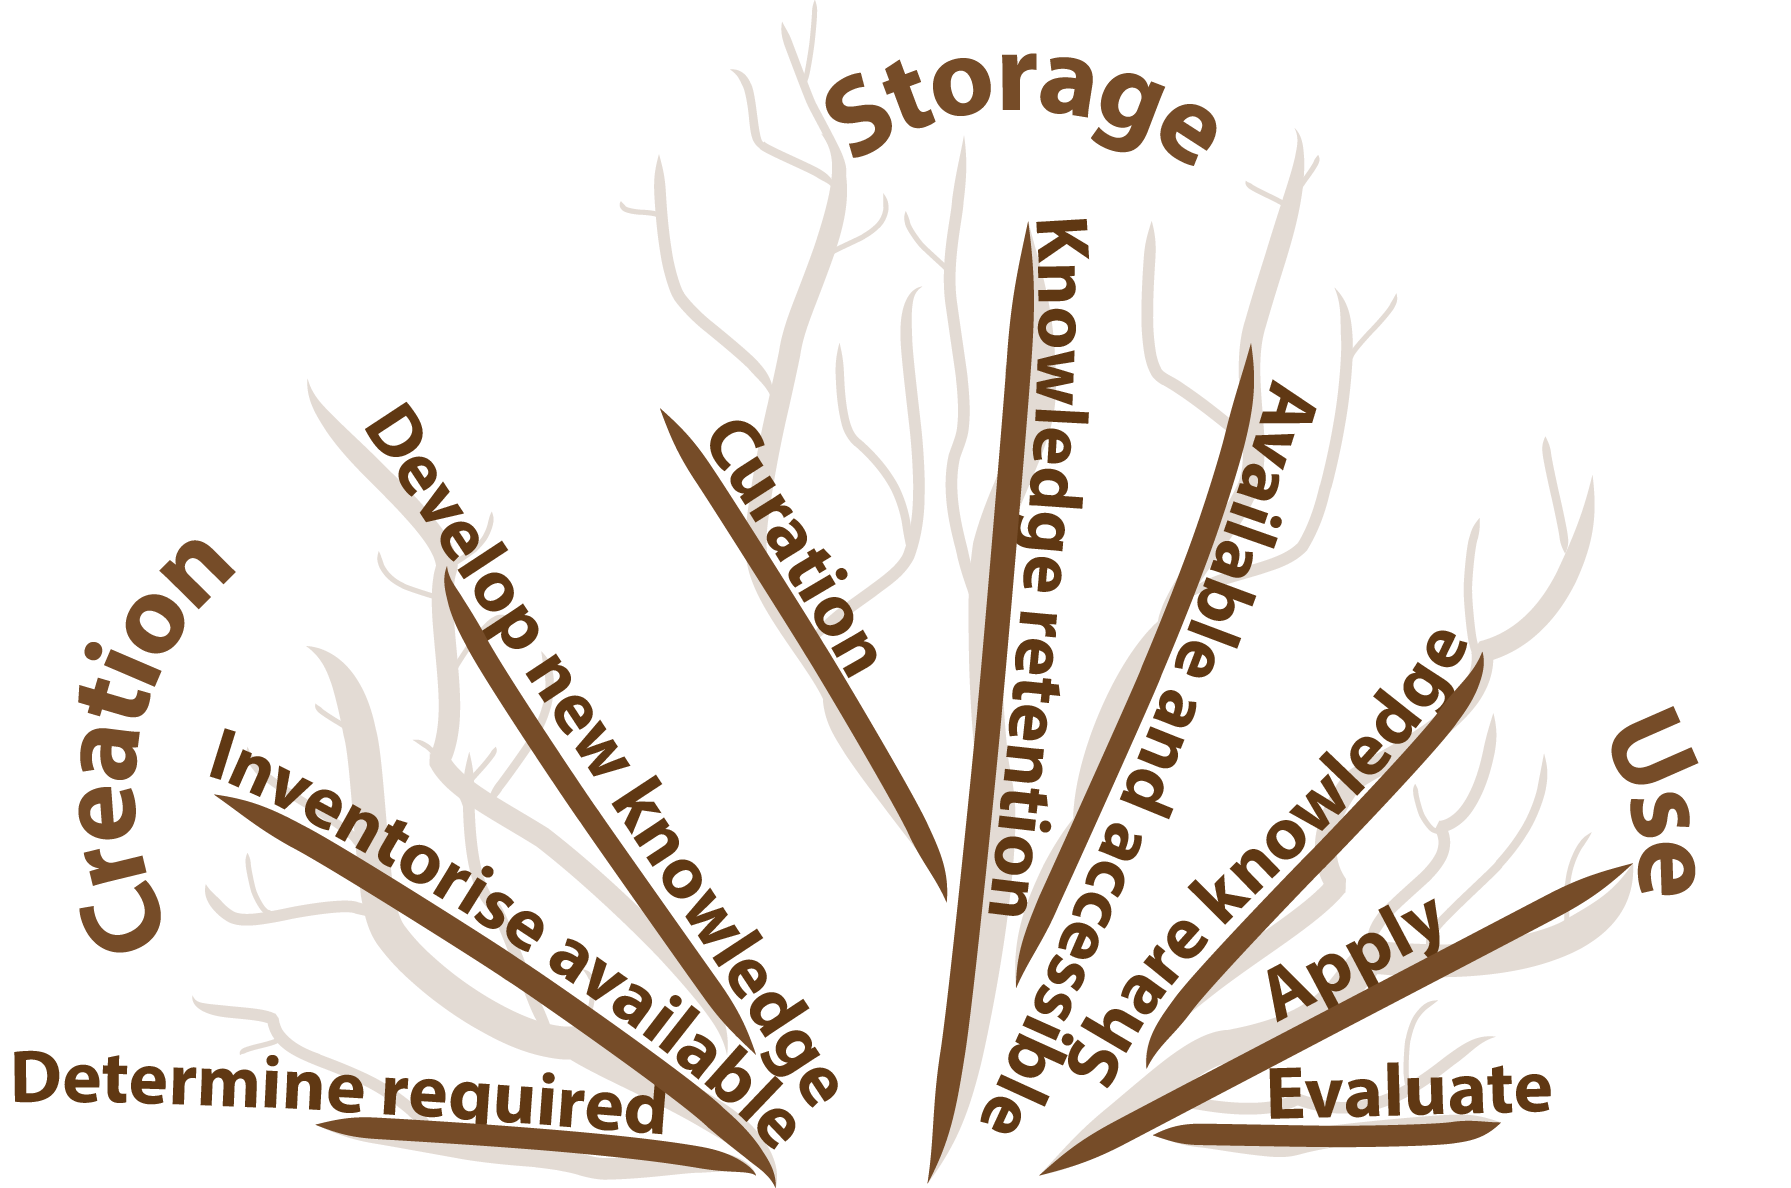 Storage
Creation
Use
Determine required
Inventorise available
Develop new knowledge
Curation
Knowledge retention
Available and accessible
Share knowledge
Apply
Evaluate